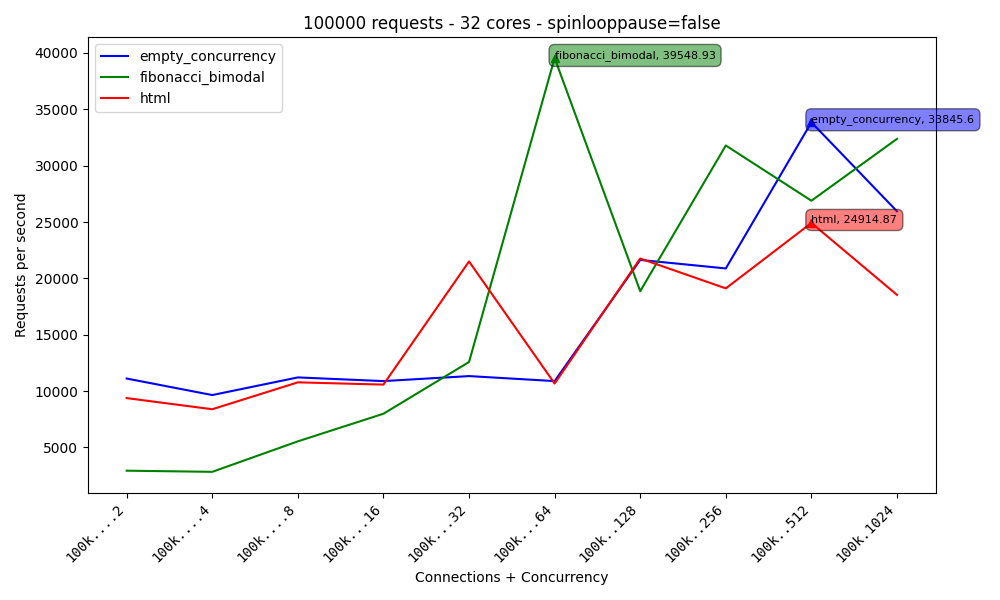 100000 requests - 32 cores - spinlooppause=false
empty_concurrency
fibonacci_bimodal
html
fibonacci_bimodal, 39548.93
empty_concurrency, 33845.6
html, 24914.87
Requests per second
40000
35000
30000
25000
20000
15000
10000
5000
100k....2
100k....4
100k....8
100k...16
100k...32
100k...64
100k..128
100k..256
100k..512
100k.1024
Connections + Concurrency